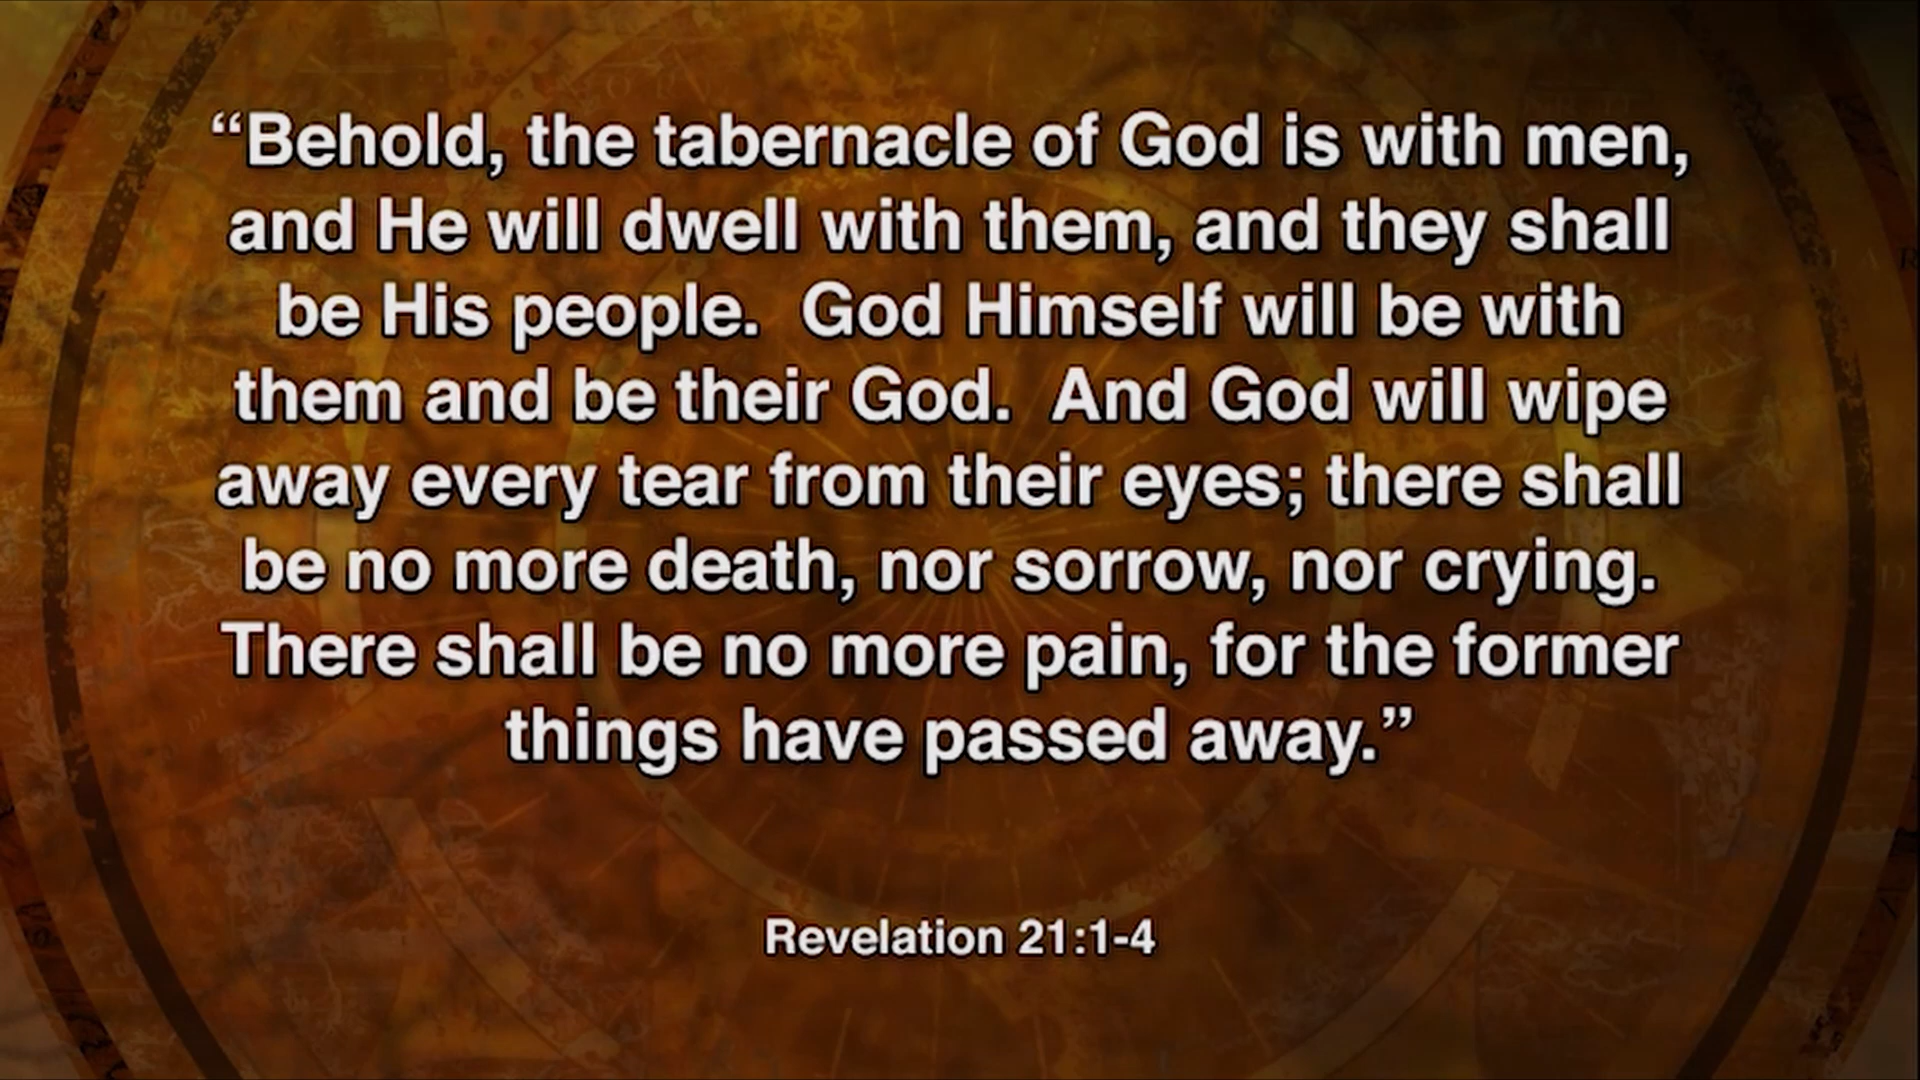 “Behold, the tabernacle of God is with men,
and He will dwell with them, and they shall
be His people.  God Himself will be with
them and be their God.  And God will wipe
away every tear from their eyes; there shall
be no more death, nor sorrow, nor crying.
There shall be no more pain, for the former
things have passed away.”
Revelation 21:1-4